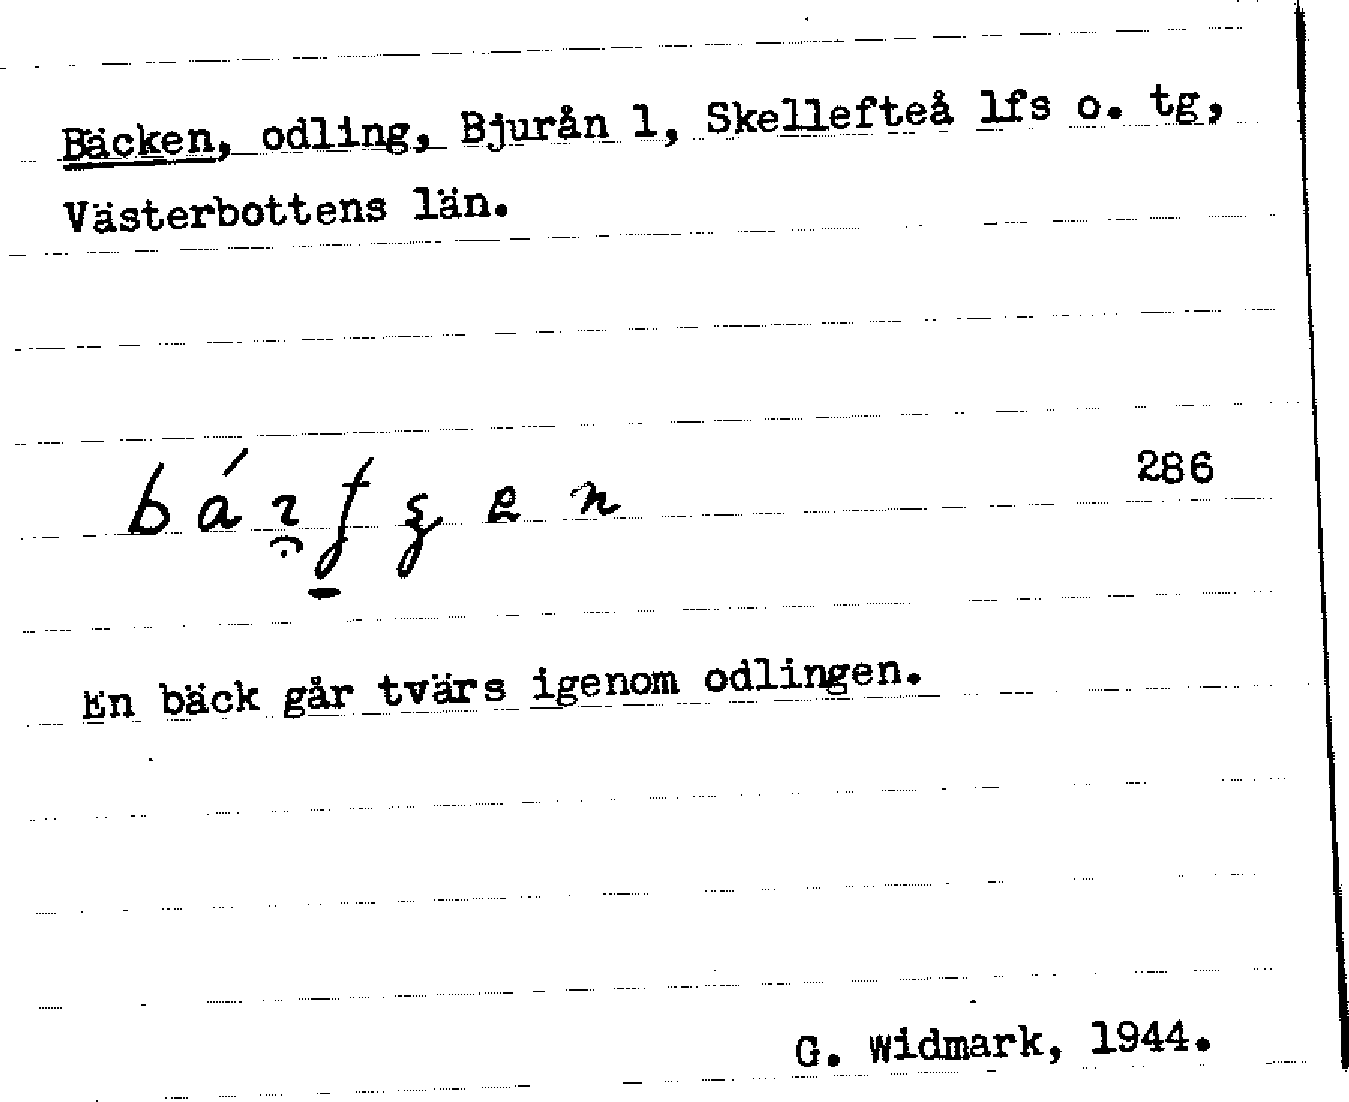 Bäcken, odling, Bjurån 1, Skellefteå lfs o. tg,
Västerbottens län.
286
En bäck går tvärs igenom odlingen.
G. Widmark, 1944.